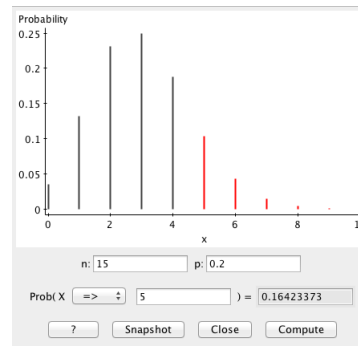 Probability
0.25
0.2
0.15
0.1
0.05
0
0 2 4 6 8 1
x
n: 15 p: 0.2
Prob( X => 5 ) = 0.16423373
? Snapshot Close Compute